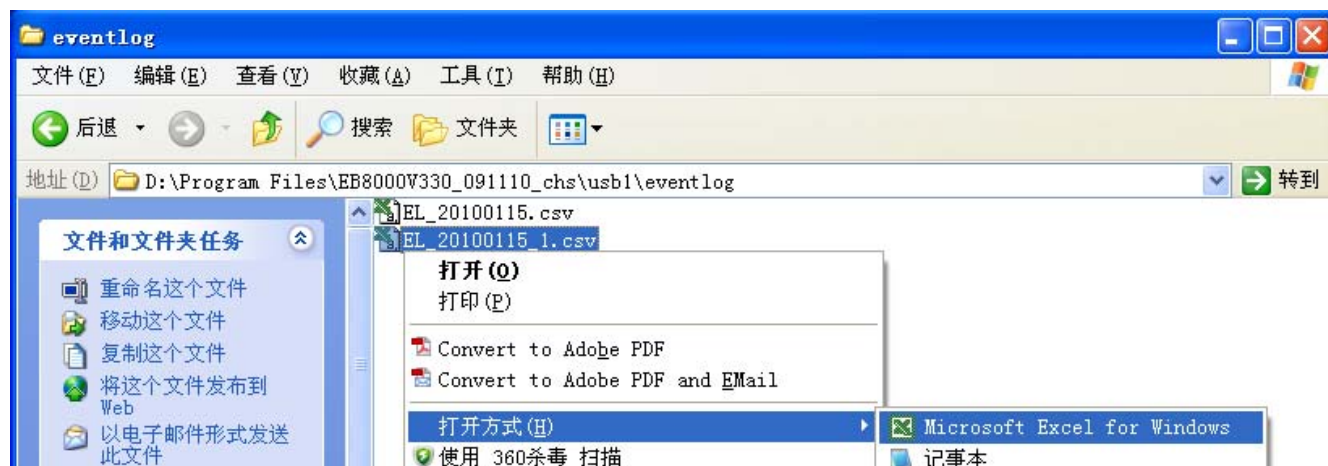 eventlog
文件(F) 编辑(E) 查看(V) 收藏(A) 工具(T) 帮助(H)
后退 搜索 文件夹
地址(D) D:\Program Files\EB8000V330_091110_chs\usb1\eventlog 转到
EL_20100115.csv
EL_20100115_1.csv
文件和文件夹任务
重命名这个文件
移动这个文件
复制这个文件
将这个文件发布到
Web
以电子邮件形式发送
此文件
打开(O)
打印(P)
Convert to Adobe PDF
Convert to Adobe PDF and EMail
打开方式(H)
使用 360杀毒 扫描
Microsoft Excel for Windows
记事本